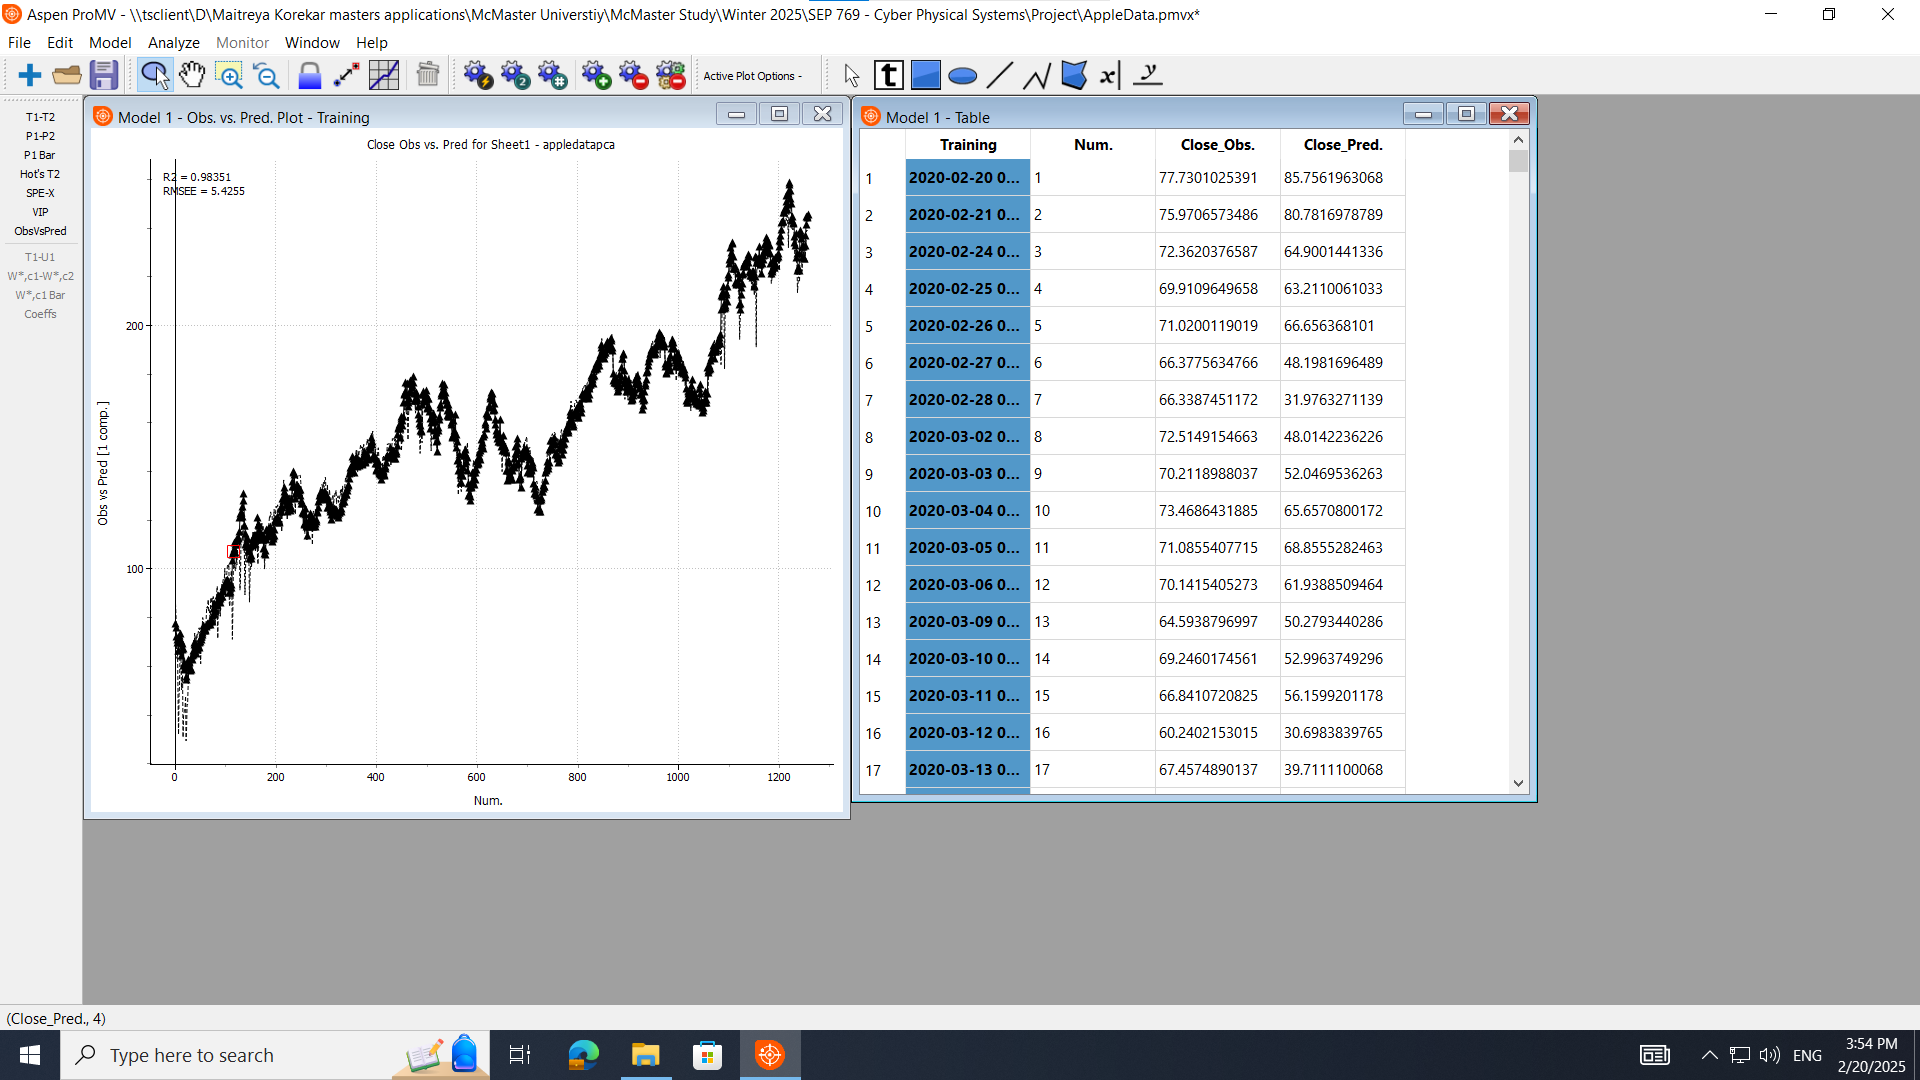 Aspen ProMV - \\tsclient\D\Maitreya Korekar masters applications\McMaster Universtiy\McMaster Study\Winter 2025\SEP 769 - Cyber Physical Systems\Project\AppleData.pmvx*
File Edit Model Analyze Monitor Window Help
Active Plot Options -
T1-T2
P1-P2
P1 Bar
Hot's T2
SPE-X
VIP
ObsVsPred
T1-U1
W*,c1-W*,c2
W*,c1 Bar
Coeffs
Model 1 - Obs. vs. Pred. Plot - Training
Close Obs vs. Pred for Sheet1 - appledatapca
R2 = 0.98351
RMSEE = 5.4255
200
100
Obs vs Pred [1 comp.]
0 200 400 600 800 1000 1200
Num.
Model 1 - Table
Training Num. Close_Obs. Close_Pred.
1 2020-02-20 0... 1 77.7301025391 85.7561963068
2 2020-02-21 0... 2 75.9706573486 80.7816978789
3 2020-02-24 0... 3 72.3620376587 64.9001441336
4 2020-02-25 0... 4 69.9109649658 63.2110061033
5 2020-02-26 0... 5 71.0200119019 66.656368101
6 2020-02-27 0... 6 66.3775634766 48.1981696489
7 2020-02-28 0... 7 66.3387451172 31.9763271139
8 2020-03-02 0... 8 72.5149154663 48.0142236226
9 2020-03-03 0... 9 70.2118988037 52.0469536263
10 2020-03-04 0... 10 73.4686431885 65.6570800172
11 2020-03-05 0... 11 71.0855407715 68.8555282463
12 2020-03-06 0... 12 70.1415405273 61.9388509464
13 2020-03-09 0... 13 64.5938796997 50.2793440286
14 2020-03-10 0... 14 69.2460174561 52.9963749296
15 2020-03-11 0... 15 66.8410720825 56.1599201178
16 2020-03-12 0... 16 60.2402153015 30.6983839765
17 2020-03-13 0... 17 67.4574890137 39.7111100068
(Close_Pred., 4)
Type here to search
ENG
3:54 PM
2/20/2025